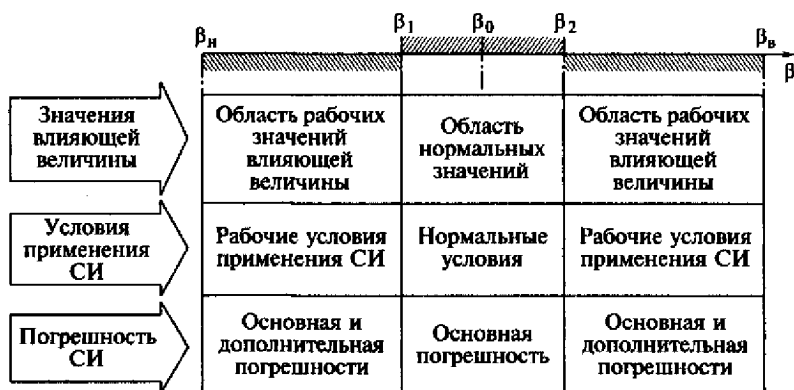 βн β1 β0 β2 βв
β
Значения
влияющей
величины
Область рабочих
значений
влияющей
величины
Область
нормальных
значений
Область рабочих
значений
влияющей
величины
Условия
применения
СИ
Рабочие условия
применения СИ
Нормальные
условия
Рабочие условия
применения СИ
Погрешность
СИ
Основная и
дополнительная
погрешности
Основная
погрешность
Основная и
дополнительная
погрешности